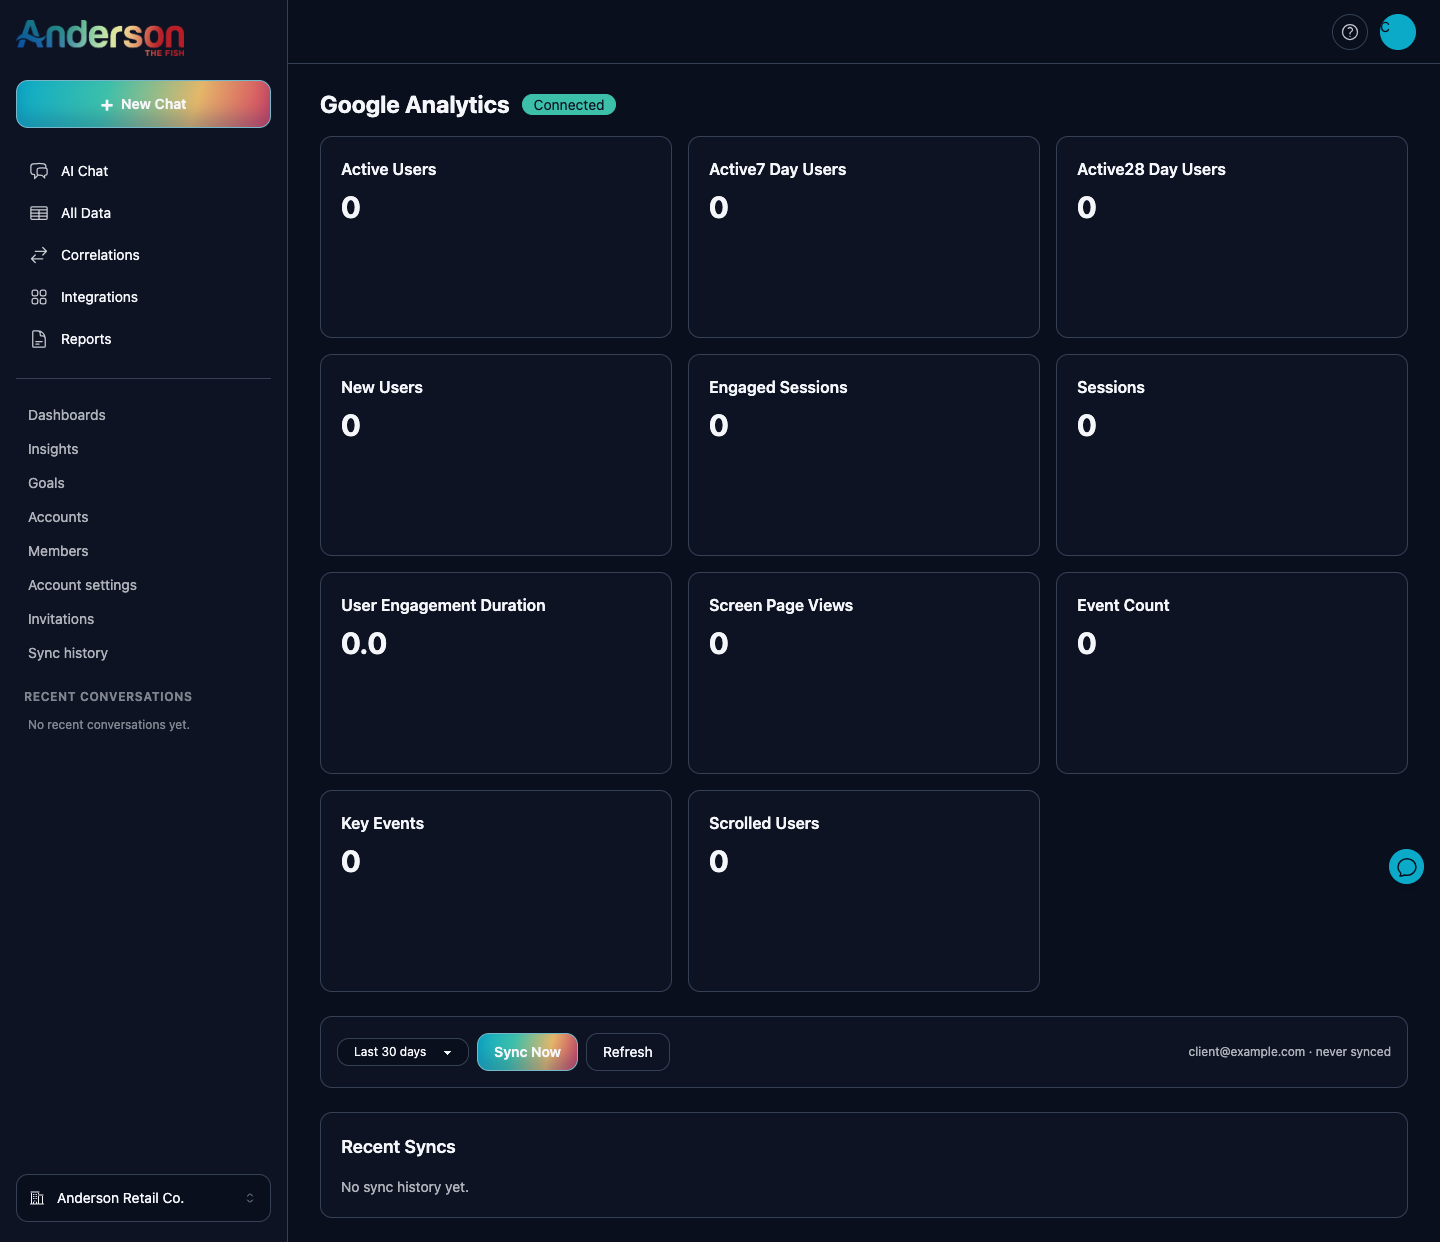 Anderson
THE FISH
New Chat
AI Chat
All Data
Correlations
Integrations
Reports
Dashboards
Insights
Goals
Accounts
Members
Account settings
Invitations
Sync history
RECENT CONVERSATIONS
No recent conversations yet.
Anderson Retail Co.
C
Google Analytics Connected
Active Users
0
Active7 Day Users
0
Active28 Day Users
0
New Users
0
Engaged Sessions
0
Sessions
0
User Engagement Duration
0.0
Screen Page Views
0
Event Count
0
Key Events
0
Scrolled Users
0
Last 30 days Sync Now Refresh client@example.com · never synced
Recent Syncs
No sync history yet.